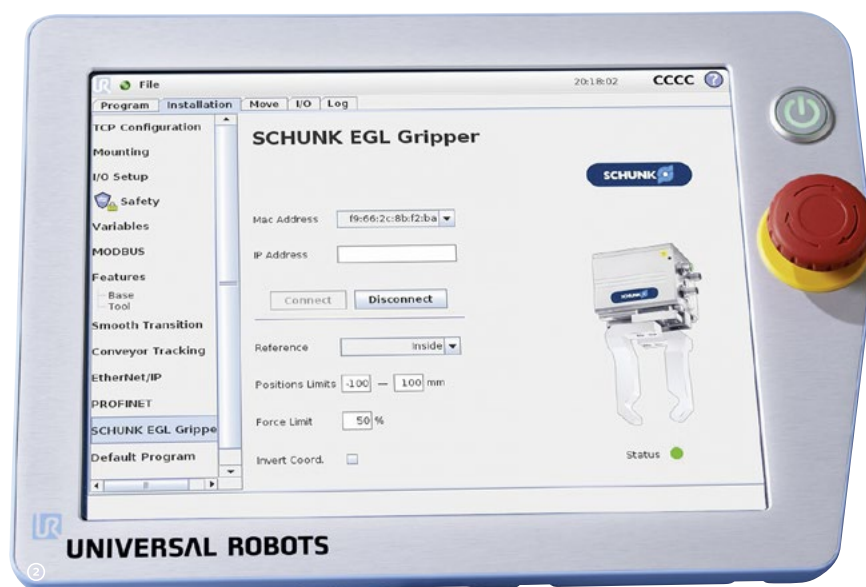 UR File 20:18:02 CCCC ?
Program Installation Move I/O Log
TCP Configuration
Mounting
I/O Setup
Safety
Variables
MODBUS
Features
Base
Tool
Smooth Transition
Conveyor Tracking
EtherNet/IP
PROFINET
SCHUNK EGL Grippe
Default Program
SCHUNK EGL Gripper
SCHUNK
Mac Address f9:66:2c:8b:f2:ba
IP Address
Connect Disconnect
Reference Inside
Positions Limits -100 — 100 mm
Force Limit 50 %
Invert Coord.
SCHUNK
Status
UR
UNIVERSAL ROBOTS
2